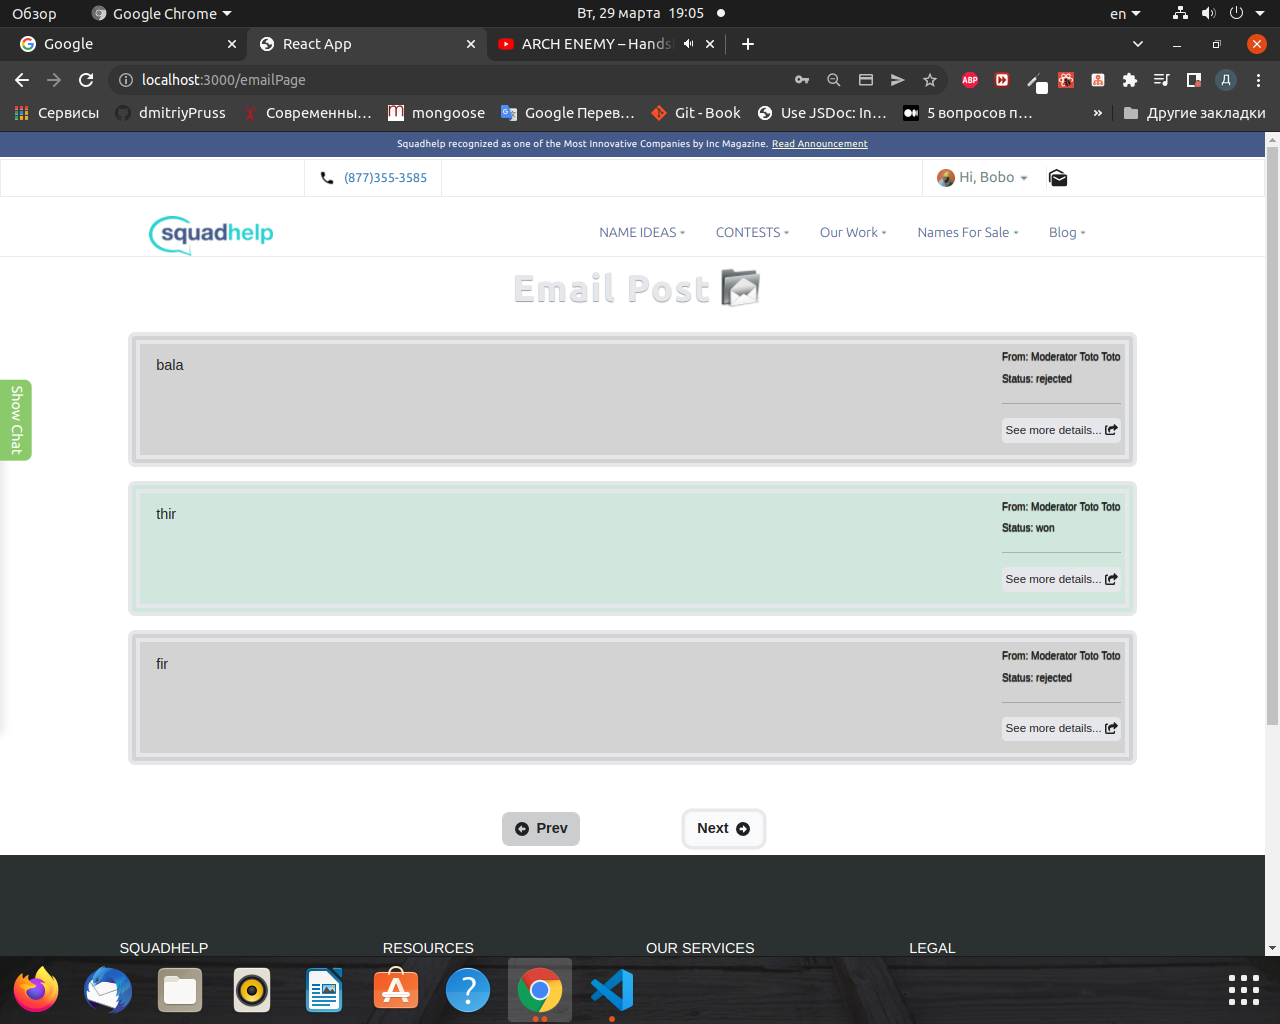 Обзор
Google Chrome
Вт, 29 марта 19:05
en
Google
React App
ARCH ENEMY – Hands
localhost:3000/emailPage
ABP
Д
Сервисы
dmitriyPruss
Современны...
mongoose
Google Перев...
Git - Book
Use JSDoc: In...
5 вопросов п...
»
Другие закладки
Squadhelp recognized as one of the Most Innovative Companies by Inc Magazine. Read Announcement
(877)355-3585
Hi, Bobo
squadhelp
NAME IDEAS
CONTESTS
Our Work
Names For Sale
Blog
Email Post
Show Chat
bala
From: Moderator Toto Toto
Status: rejected
See more details...
thir
From: Moderator Toto Toto
Status: won
See more details...
fir
From: Moderator Toto Toto
Status: rejected
See more details...
Prev
Next
SQUADHELP
RESOURCES
OUR SERVICES
LEGAL